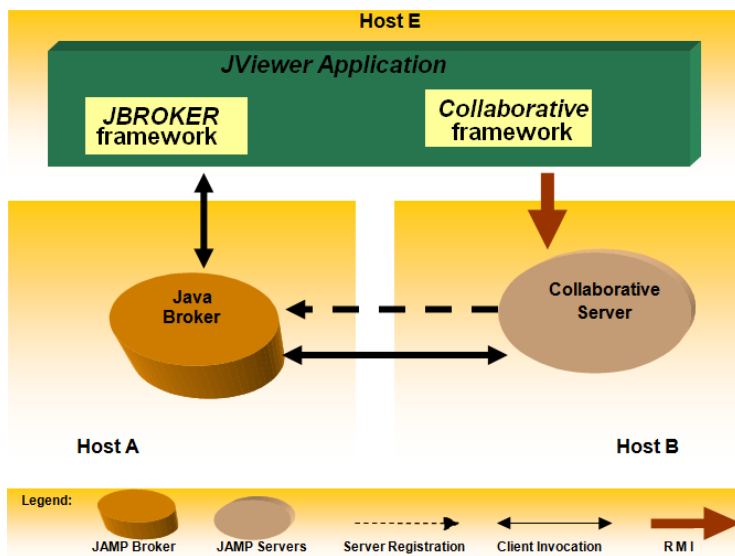 Host E
JViewer Application
JBROKER
framework
Collaborative
framework
Java
Broker
Collaborative
Server
Host A
Host B
Legend:
JAMP Broker
JAMP Servers
Server Registration
Client Invocation
R M I